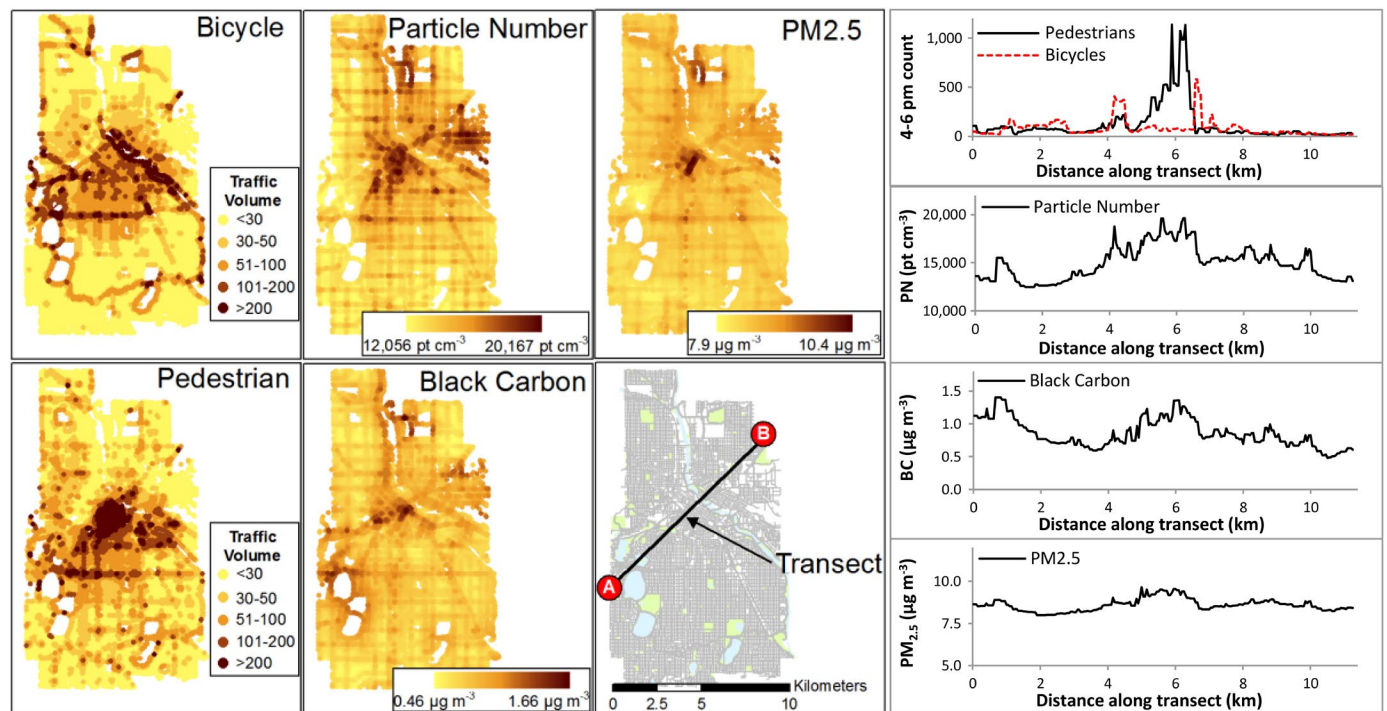 Bicycle
Traffic
Volume
<30
30-50
51-100
101-200
>200
Particle Number
12,056 pt cm⁻³
20,167 pt cm⁻³
PM2.5
7.9 µg m⁻³
10.4 µg m⁻³
Pedestrian
Traffic
Volume
<30
30-50
51-100
101-200
>200
Black Carbon
0.46 µg m⁻³
1.66 µg m⁻³
B
A
Transect
Kilometers
0 2.5 5 10
4-6 pm count
1,000
500
0
Pedestrians
Bicycles
0 2 4 6 8 10
Distance along transect (km)
PN (pt cm⁻³)
20,000
15,000
10,000
Particle Number
0 2 4 6 8 10
Distance along transect (km)
BC (µg m⁻³)
1.5
1.0
0.5
0.0
Black Carbon
0 2 4 6 8 10
Distance along transect (km)
PM₂.₅ (µg m⁻³)
10.0
7.5
5.0
PM2.5
0 2 4 6 8 10
Distance along transect (km)